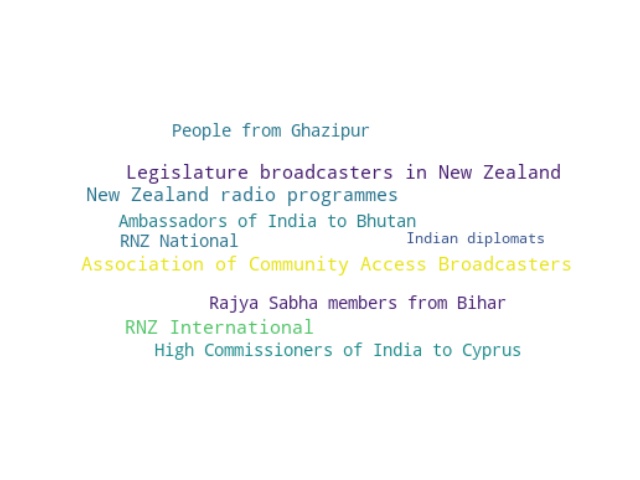 People from Ghazipur
Legislature broadcasters in New Zealand
New Zealand radio programmes
Ambassadors of India to Bhutan
RNZ National
Indian diplomats
Association of Community Access Broadcasters
Rajya Sabha members from Bihar
RNZ International
High Commissioners of India to Cyprus